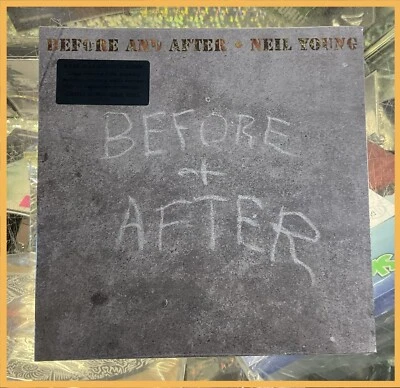 BEFORE AND AFTER • NEIL YOUNG
BEFORE
+
AFTER